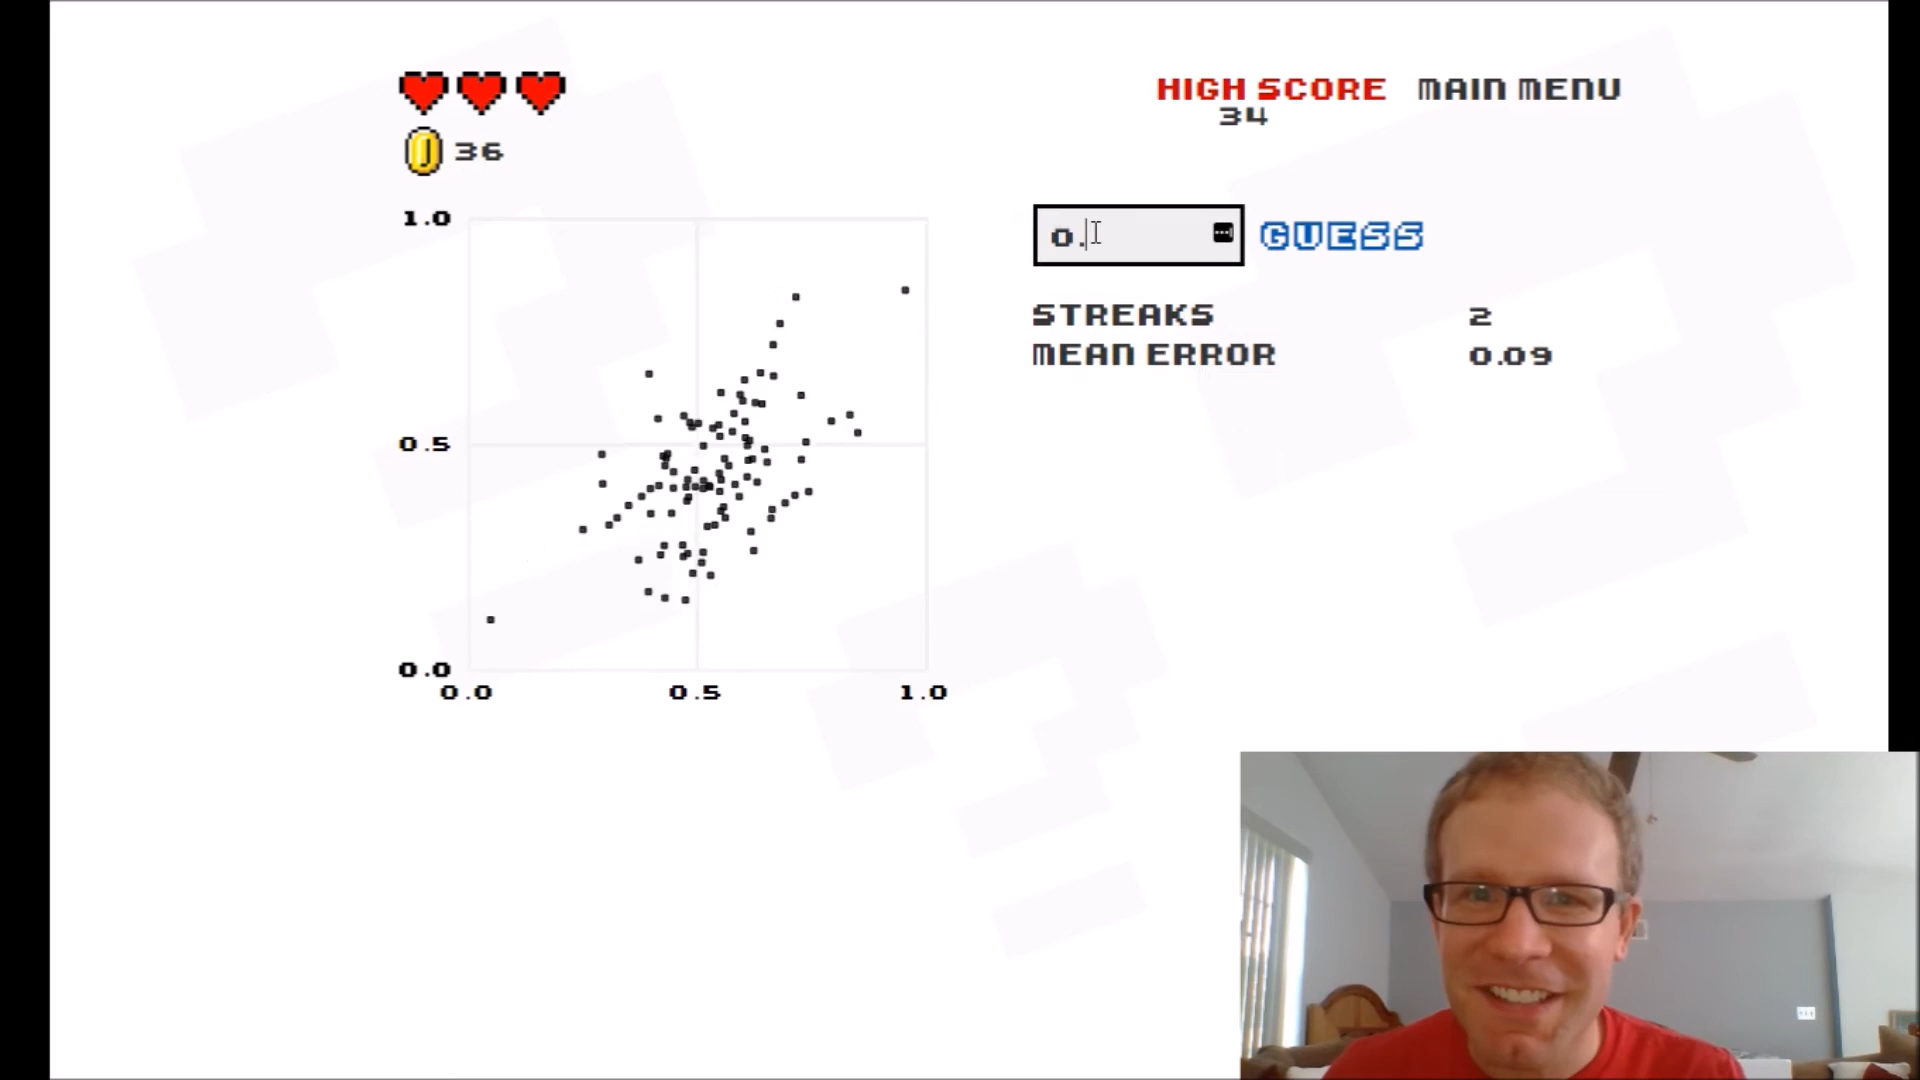 HIGH SCORE MAIN MENU
34
36
1.0
0.5
0.0
0.0 0.5 1.0
0. GUESS
STREAKS 2
MEAN ERROR 0.09